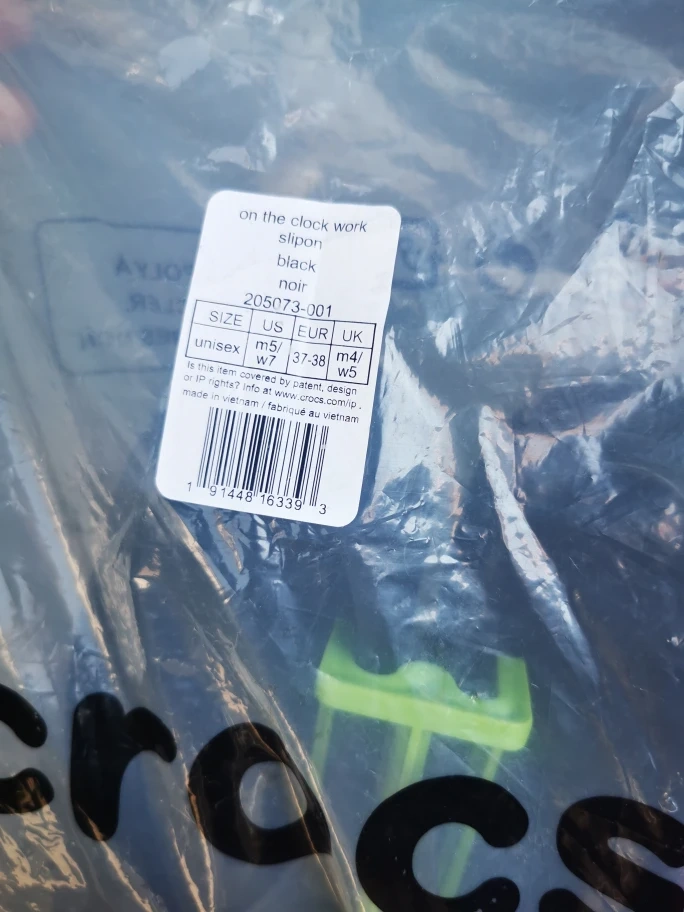 on the clock work
slipon
black
noir
205073-001
SIZE US EUR UK
unisex m5/ w7 37-38 m4/ w5
Is this item covered by patent, design
or IP rights? Info at www.crocs.com/ip.
made in vietnam / fabriqué au vietnam
1 91448 16339 3
crocs